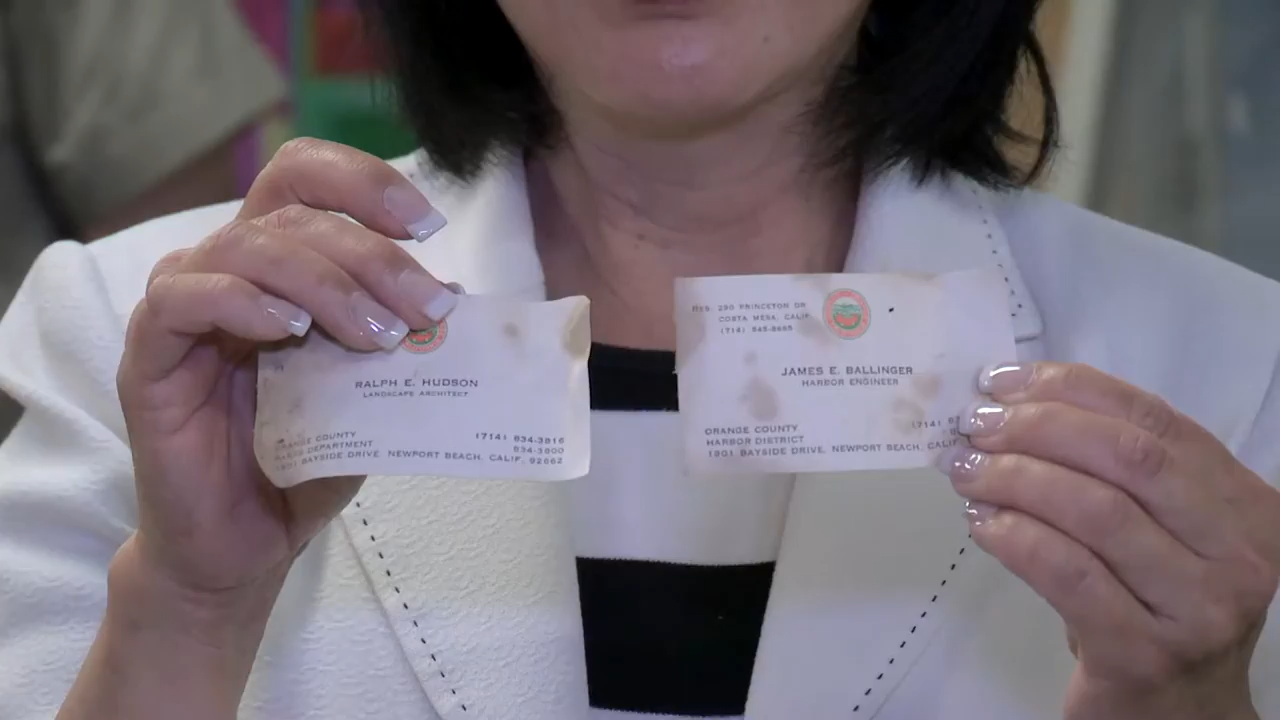 RALPH E. HUDSON
LANDSCAPE ARCHITECT
ORANGE COUNTY
PARKS DEPARTMENT
1901 BAYSIDE DRIVE, NEWPORT BEACH, CALIF. 92662
(714) 834-3816
834-3800
RES. 290 PRINCETON DR
COSTA MESA, CALIF
(714) 545-8665
JAMES E. BALLINGER
HARBOR ENGINEER
ORANGE COUNTY
HARBOR DISTRICT
1901 BAYSIDE DRIVE, NEWPORT BEACH, CALIF
(714) 83